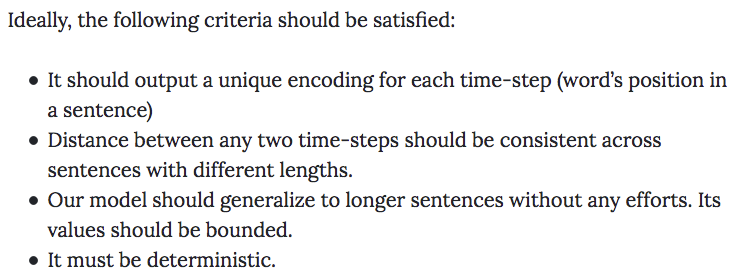 Ideally, the following criteria should be satisfied:
• It should output a unique encoding for each time-step (word’s position in
a sentence)
• Distance between any two time-steps should be consistent across
sentences with different lengths.
• Our model should generalize to longer sentences without any efforts. Its
values should be bounded.
• It must be deterministic.